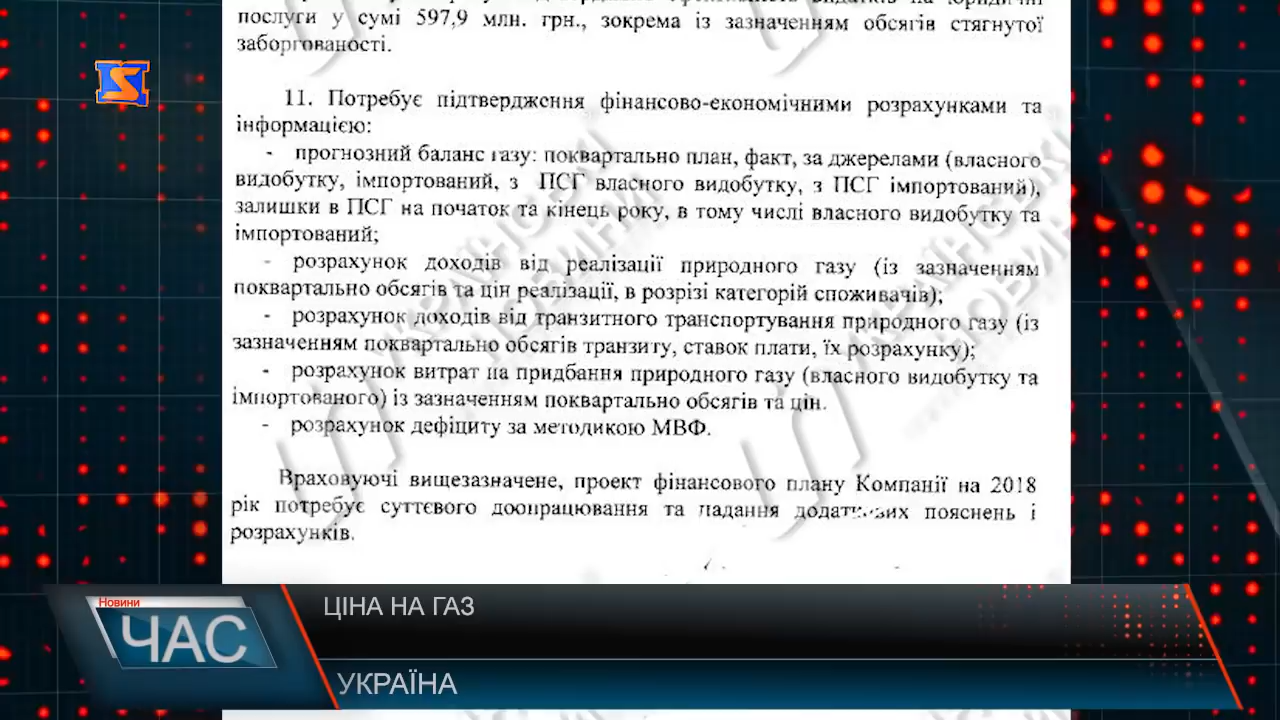 послуги у сумі 597,9 млн. грн., зокрема із зазначенням обсягів стягнутої
заборгованості.
11. Потребує підтвердження фінансово-економічними розрахунками та
інформацією:
- прогнозний баланс газу: поквартально план, факт, за джерелами (власного
видобутку, імпортований, з ПСГ власного видобутку, з ПСГ імпортований),
залишки в ПСГ на початок та кінець року, в тому числі власного видобутку та
імпортований;
- розрахунок доходів від реалізації природного газу (із зазначенням
поквартально обсягів та цін реалізації, в розрізі категорій споживачів);
- розрахунок доходів від транзитного транспортування природного газу (із
зазначенням поквартально обсягів транзиту, ставок плати, їх розрахунку);
- розрахунок витрат на придбання природного газу (власного видобутку та
імпортованого) із зазначенням поквартально обсягів та цін.
- розрахунок дефіциту за методикою МВФ.
Враховуючі вищезазначене, проект фінансового плану Компанії на 2018
рік потребує суттєвого доопрацювання та надання додаткових пояснень і
розрахунків.
Новини
ЧАС
ЦІНА НА ГАЗ
УКРАЇНА